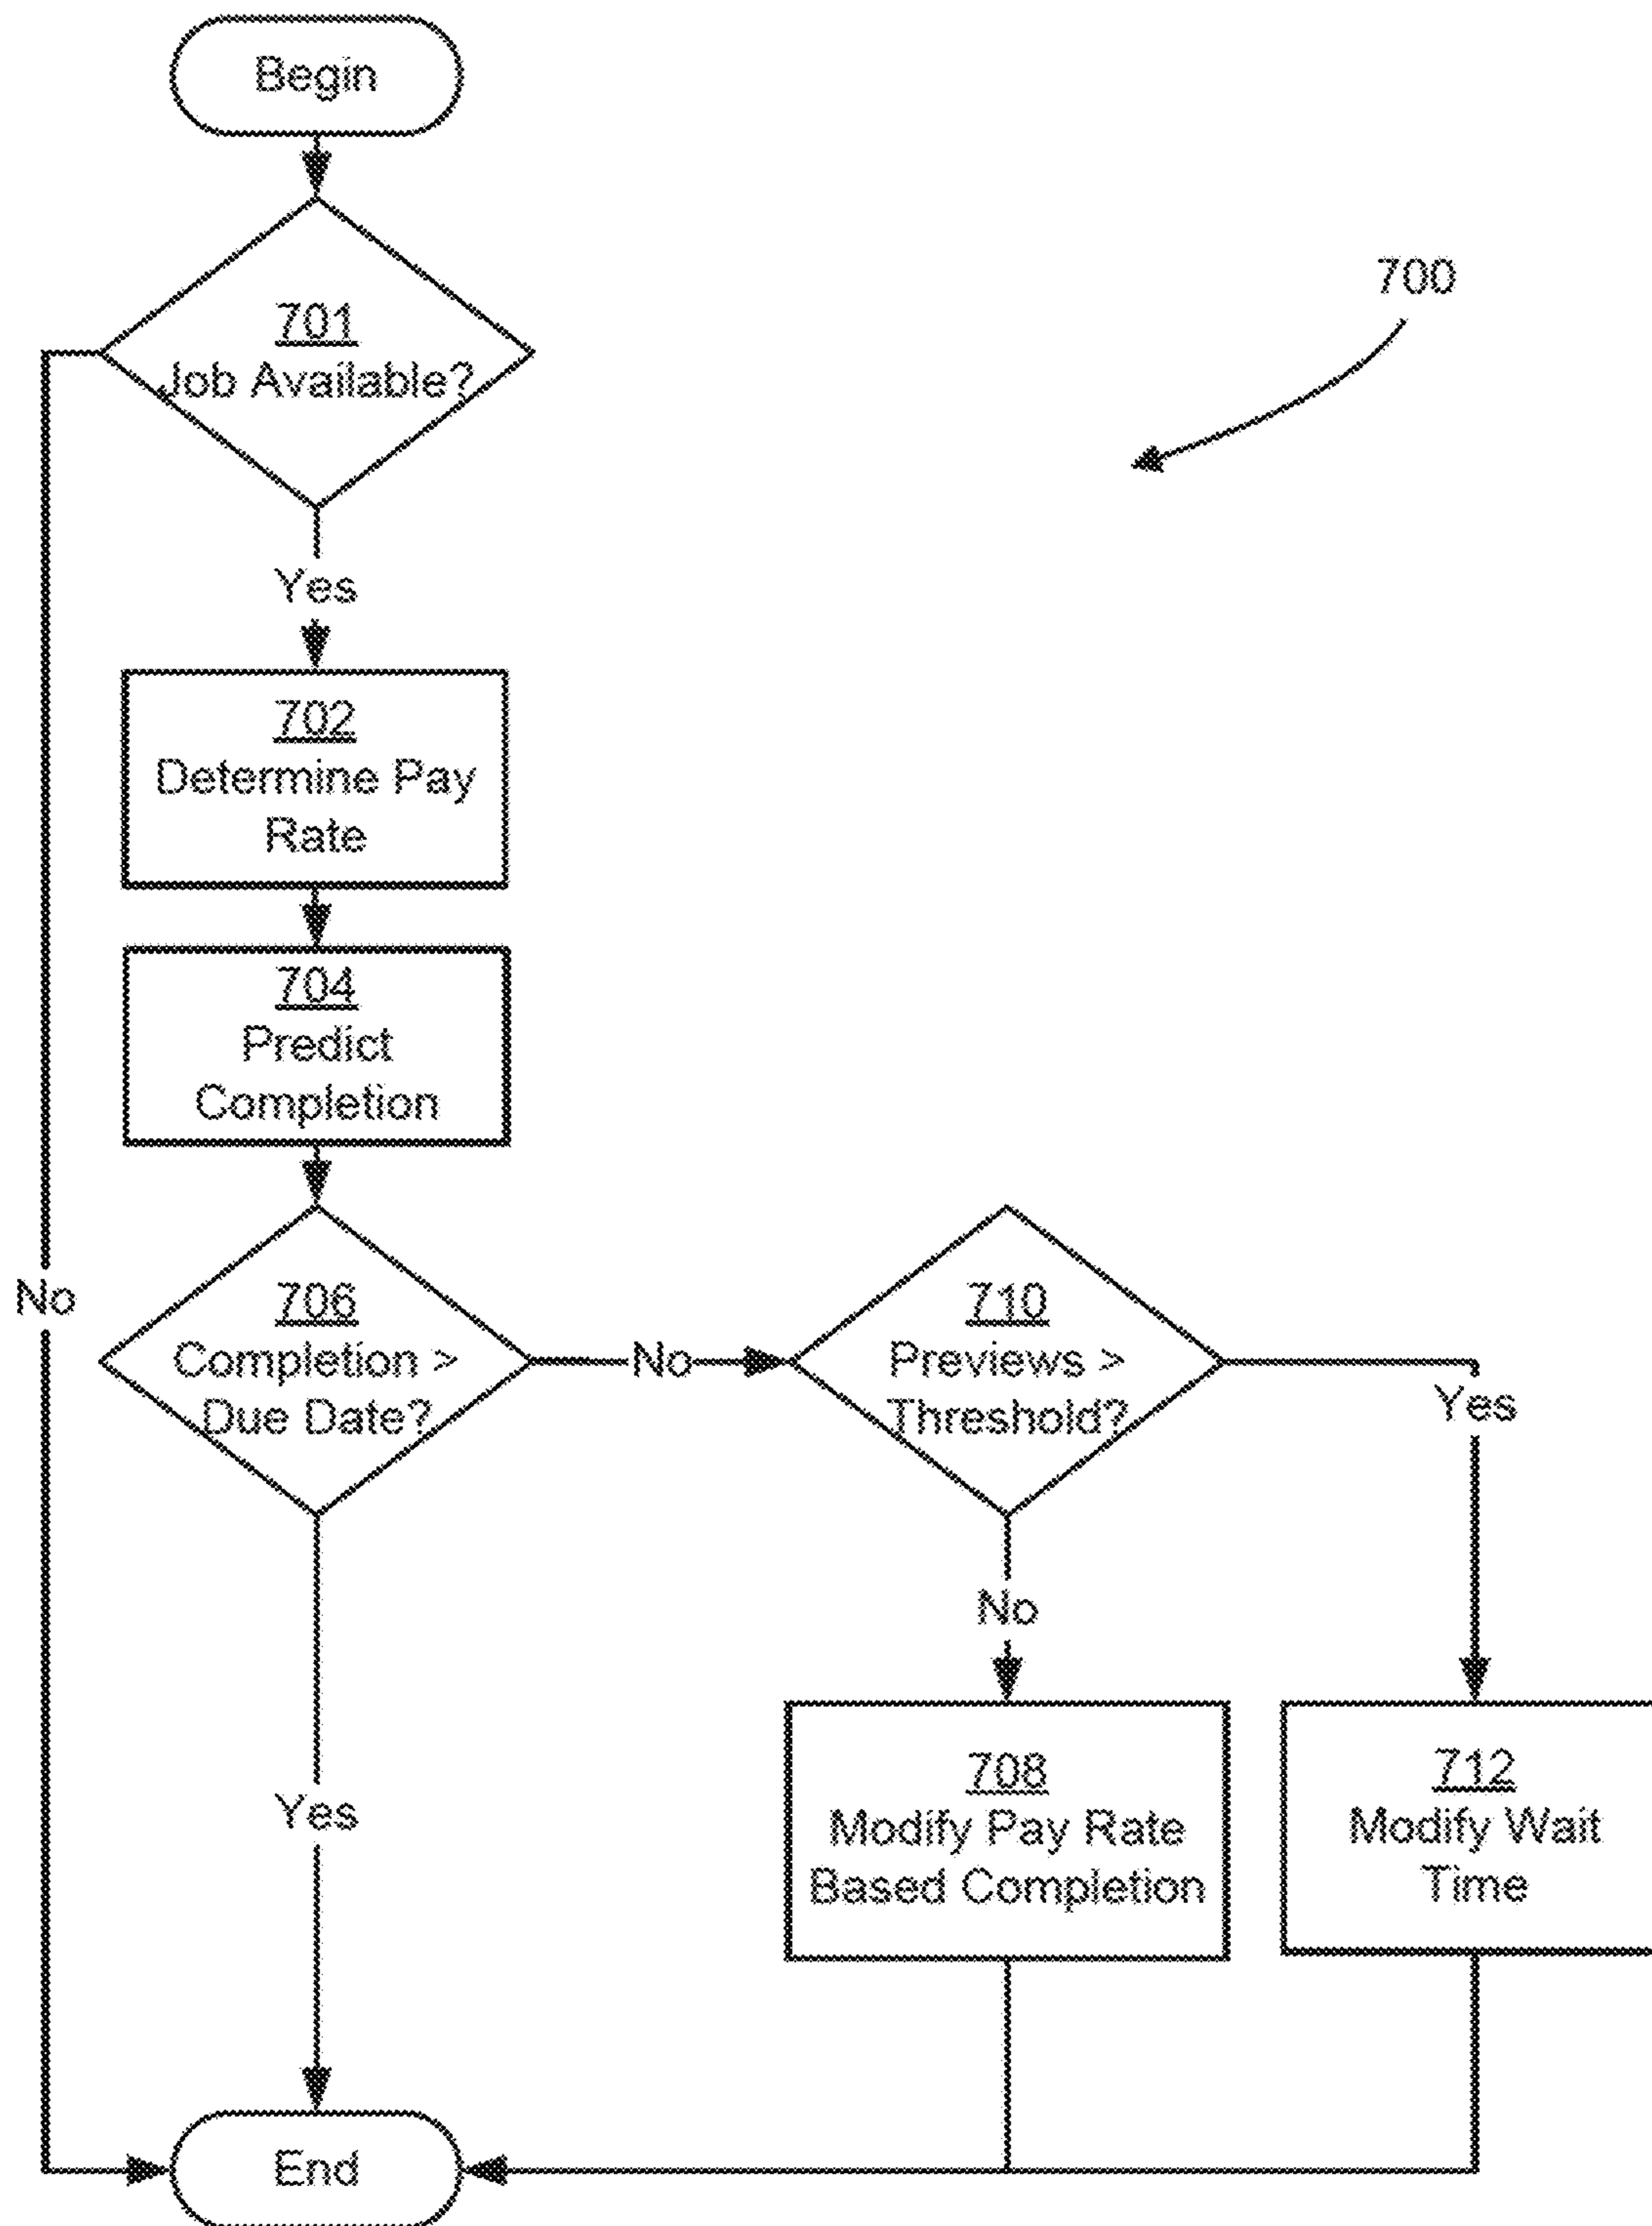 Begin
700
701
Job Available?
Yes
702
Determine Pay
Rate
704
Predict
Completion
No
706
Completion >
Due Date?
No
710
Previews >
Threshold?
Yes
No
708
Modify Pay Rate
Based Completion
712
Modify Wait
Time
Yes
End